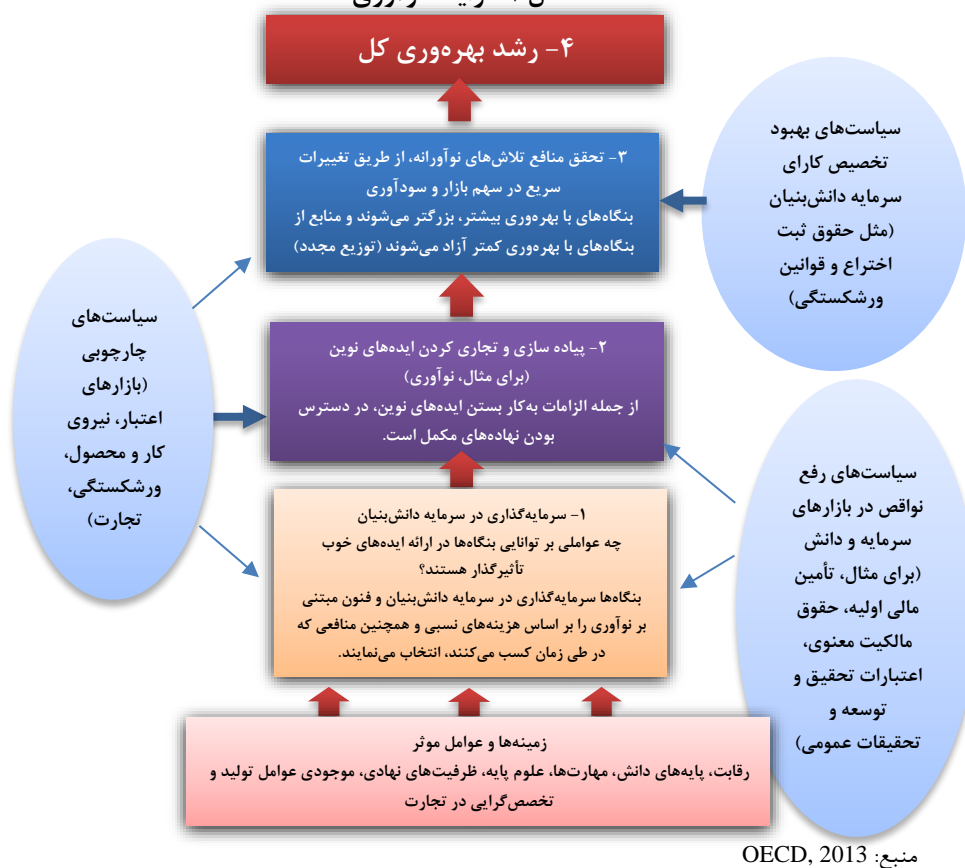 ۴- رشد بهره‌وری کل
۳- تحقق منافع تلاش‌های نوآورانه، از طریق تغییرات
سریع در سهم بازار و سودآوری
بنگاه‌های با بهره‌وری بیشتر، بزرگتر می‌شوند و منابع از
بنگاه‌های با بهره‌وری کمتر آزاد می‌شوند (توزیع مجدد)
سیاست‌های بهبود
تخصیص کارای
سرمایه دانش‌بنیان
(مثل حقوق ثبت
اختراع و قوانین
ورشکستگی)
سیاست‌های
چارچوبی
(بازارهای
اعتبار، نیروی
کار و محصول،
ورشکستگی،
تجارت)
۲- پیاده سازی و تجاری کردن ایده‌های نوین
(برای مثال، نوآوری)
از جمله الزامات به‌کار بستن ایده‌های نوین، در دسترس
بودن نهاده‌های مکمل است.
سیاست‌های رفع
نواقص در بازارهای
سرمایه و دانش
(برای مثال، تأمین
مالی اولیه، حقوق
مالکیت معنوی،
اعتبارات تحقیق و
توسعه و
تحقیقات عمومی)
۱- سرمایه‌گذاری در سرمایه دانش‌بنیان
چه عواملی بر توانایی بنگاه‌ها در ارائه ایده‌های خوب
تأثیرگذار هستند؟
بنگاه‌ها سرمایه‌گذاری در سرمایه دانش‌بنیان و فنون مبتنی
بر نوآوری را بر اساس هزینه‌های نسبی و همچنین منافعی که
در طی زمان کسب می‌کنند، انتخاب می‌نمایند.
زمینه‌ها و عوامل موثر
رقابت، پایه‌های دانش، مهارت‌ها، علوم پایه، ظرفیت‌های نهادی، موجودی عوامل تولید و
تخصص‌گرایی در تجارت
منبع: OECD, 2013